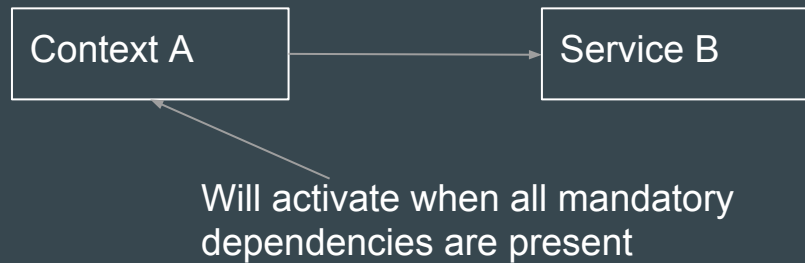 Context A
Service B
Will activate when all mandatory
dependencies are present